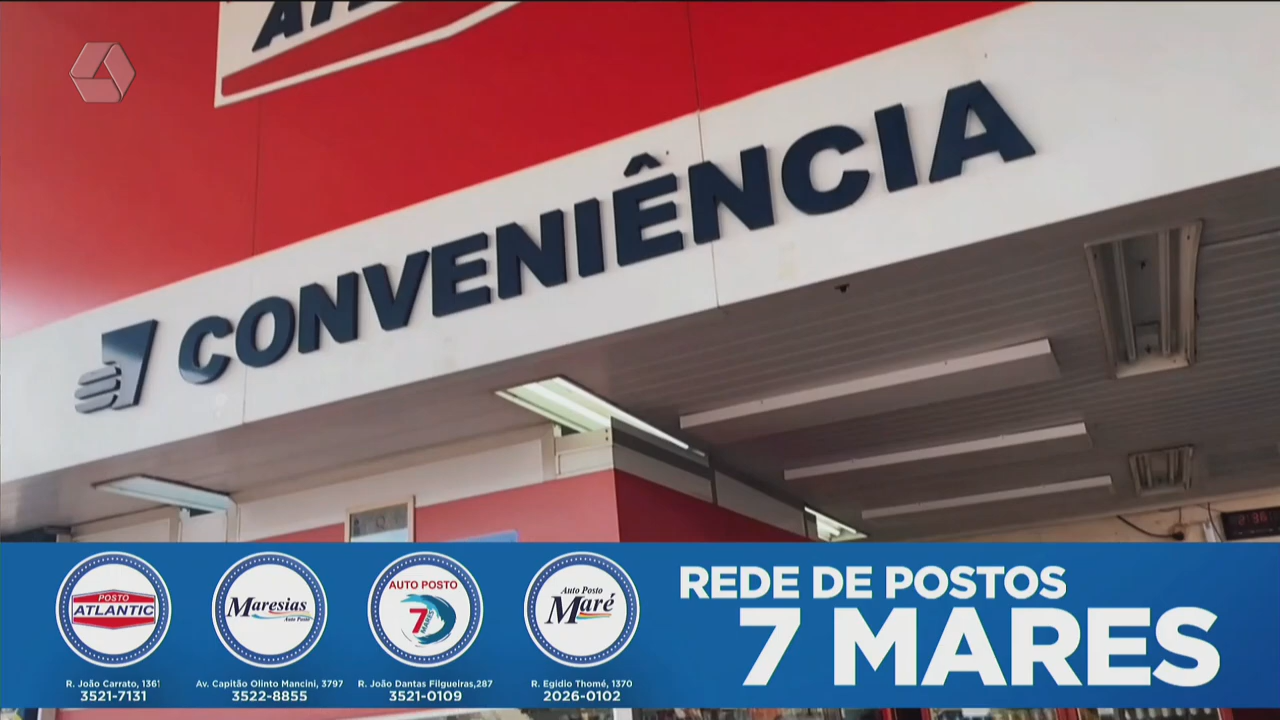 CONVENIÊNCIA
POSTO
ATLANTIC
R. João Carrato, 1361
3521-7131
Maresias
Auto Posto
Av. Capitão Olinto Mancini, 3797
3522-8855
AUTO POSTO
7
MARES
R. João Dantas Filgueiras,287
3521-0109
Auto Posto
Maré
R. Egidio Thomé, 1370
2026-0102
REDE DE POSTOS
7 MARES